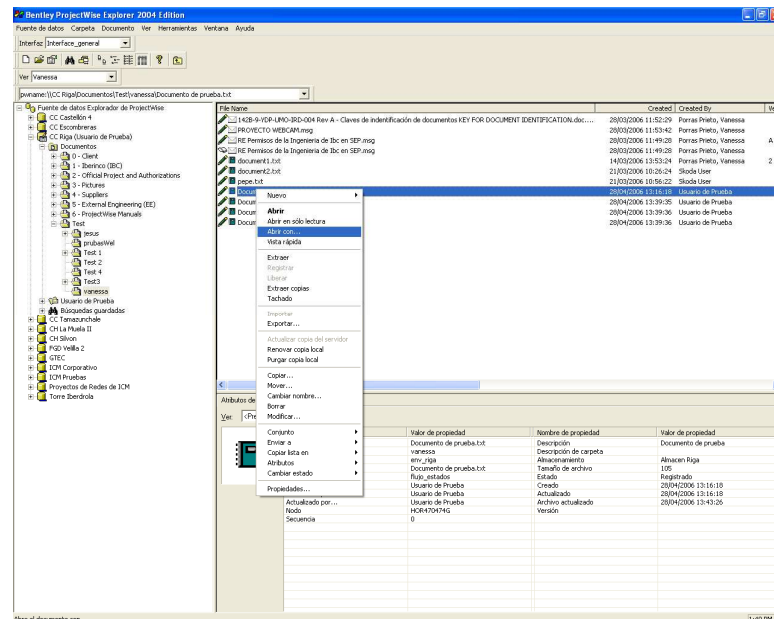 Bentley ProjectWise Explorer 2004 Edition
Fuente de datos Carpeta Documento Ver Herramientas Ventana Ayuda
Interfaz Interface_general
Ver Vanessa
pwname:\\CC Riga\Documentos\Test\vanessa\Documento de prueba.txt
Fuente de datos Explorador de ProjectWise
CC Castellón 4
CC Escombreras
CC Riga (Usuario de Prueba)
Documentos
0 - Client
1 - Iberinco (IBC)
2 - Official Project and Authorizations
3 - Pictures
4 - Suppliers
5 - External Engineering (EE)
6 - ProjectWise Manuals
Test
jesus
prubasWel
Test 1
Test 2
Test 4
Test3
vanessa
Usuario de Prueba
Búsquedas guardadas
CC Tamazunchale
CH La Muela II
CH Silvon
FGD Velilla 2
GTEC
ICM Corporativo
ICM Pruebas
Proyectos de Redes de ICM
Torre Iberdrola
File Name Created Created By
142B-9-YDP-UMO-IRD-004 Rev A - Claves de indentificación de documentos KEY FOR DOCUMENT IDENTIFICATION.doc.... 28/03/2006 11:52:29 Porras Prieto, Vanessa
PROYECTO WEBCAM.msg 28/03/2006 11:53:42 Porras Prieto, Vanessa
RE Permisos de la Ingenieria de Ibc en SEP.msg 28/03/2006 11:49:28 Porras Prieto, Vanessa A
RE Permisos de la Ingenieria de Ibc en SEP.msg 28/03/2006 11:49:28 Porras Prieto, Vanessa
document1.txt 14/03/2006 13:53:24 Porras Prieto, Vanessa 2
document2.txt 21/03/2006 10:26:24 Skoda User
pepe.txt 21/03/2006 10:56:22 Skoda User
Docum 28/04/2006 13:16:18 Usuario de Prueba
Docum 28/04/2006 13:39:35 Usuario de Prueba
Docum 28/04/2006 13:39:36 Usuario de Prueba
Docum 28/04/2006 13:39:36 Usuario de Prueba
Nuevo
Abrir
Abrir en sólo lectura
Abrir con...
Vista rápida
Extraer
Registrar
Liberar
Extraer copias
Tachado
Importar
Exportar...
Actualizar copia del servidor
Renovar copia local
Purgar copia local
Copiar...
Mover...
Cambiar nombre...
Borrar
Modificar...
Conjunto
Enviar a
Copiar lista en
Atributos
Cambiar estado
Propiedades...
Atributos de
Ver: <Pre
Valor de propiedad Nombre de propiedad Valor de propiedad
Documento de prueba.txt Descripción Documento de prueba
vanessa Descripción de carpeta
env_riga Almacenamiento Almacen Riga
Documento de prueba.txt Tamaño de archivo 105
flujo_estados Estado Registrado
Usuario de Prueba Creado 28/04/2006 13:16:18
Usuario de Prueba Actualizado 28/04/2006 13:16:18
Actualizado por... Usuario de Prueba Archivo actualizado 28/04/2006 13:43:26
Nodo HOR470474G Versión
Secuencia 0